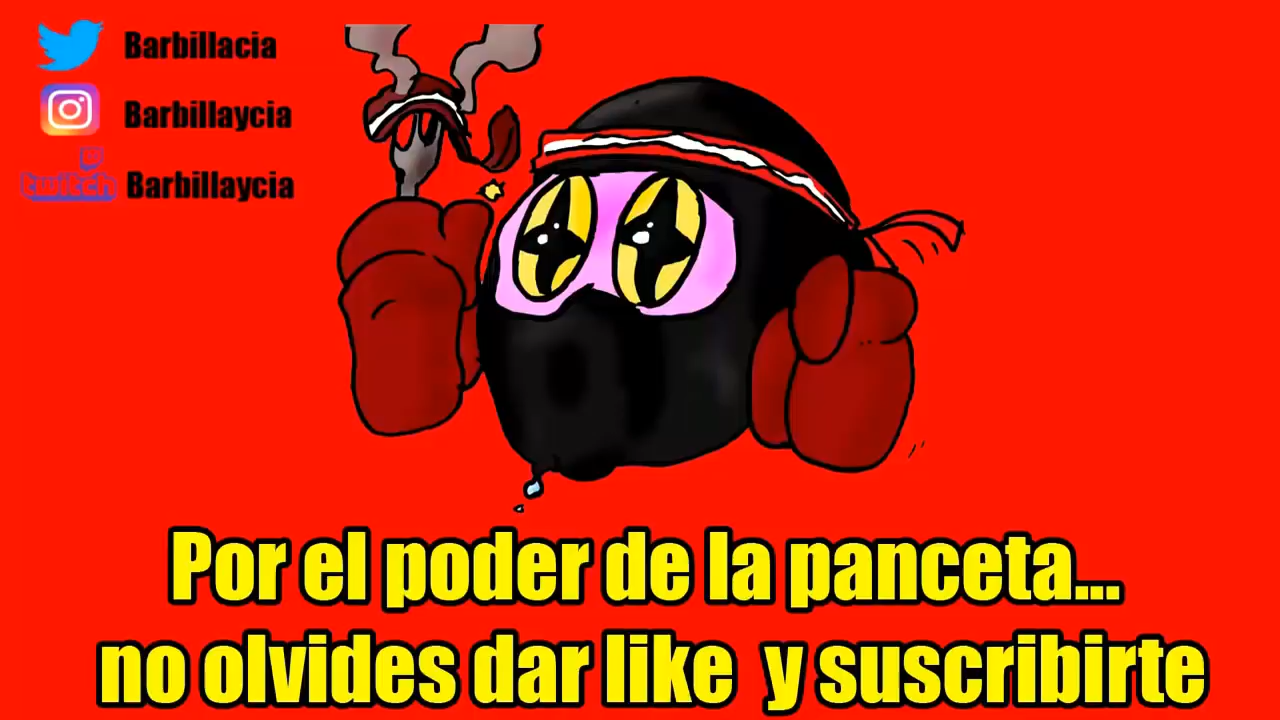 Barbillacia
Barbillaycia
twitch Barbillaycia
Por el poder de la panceta...
no olvides dar like y suscribirte